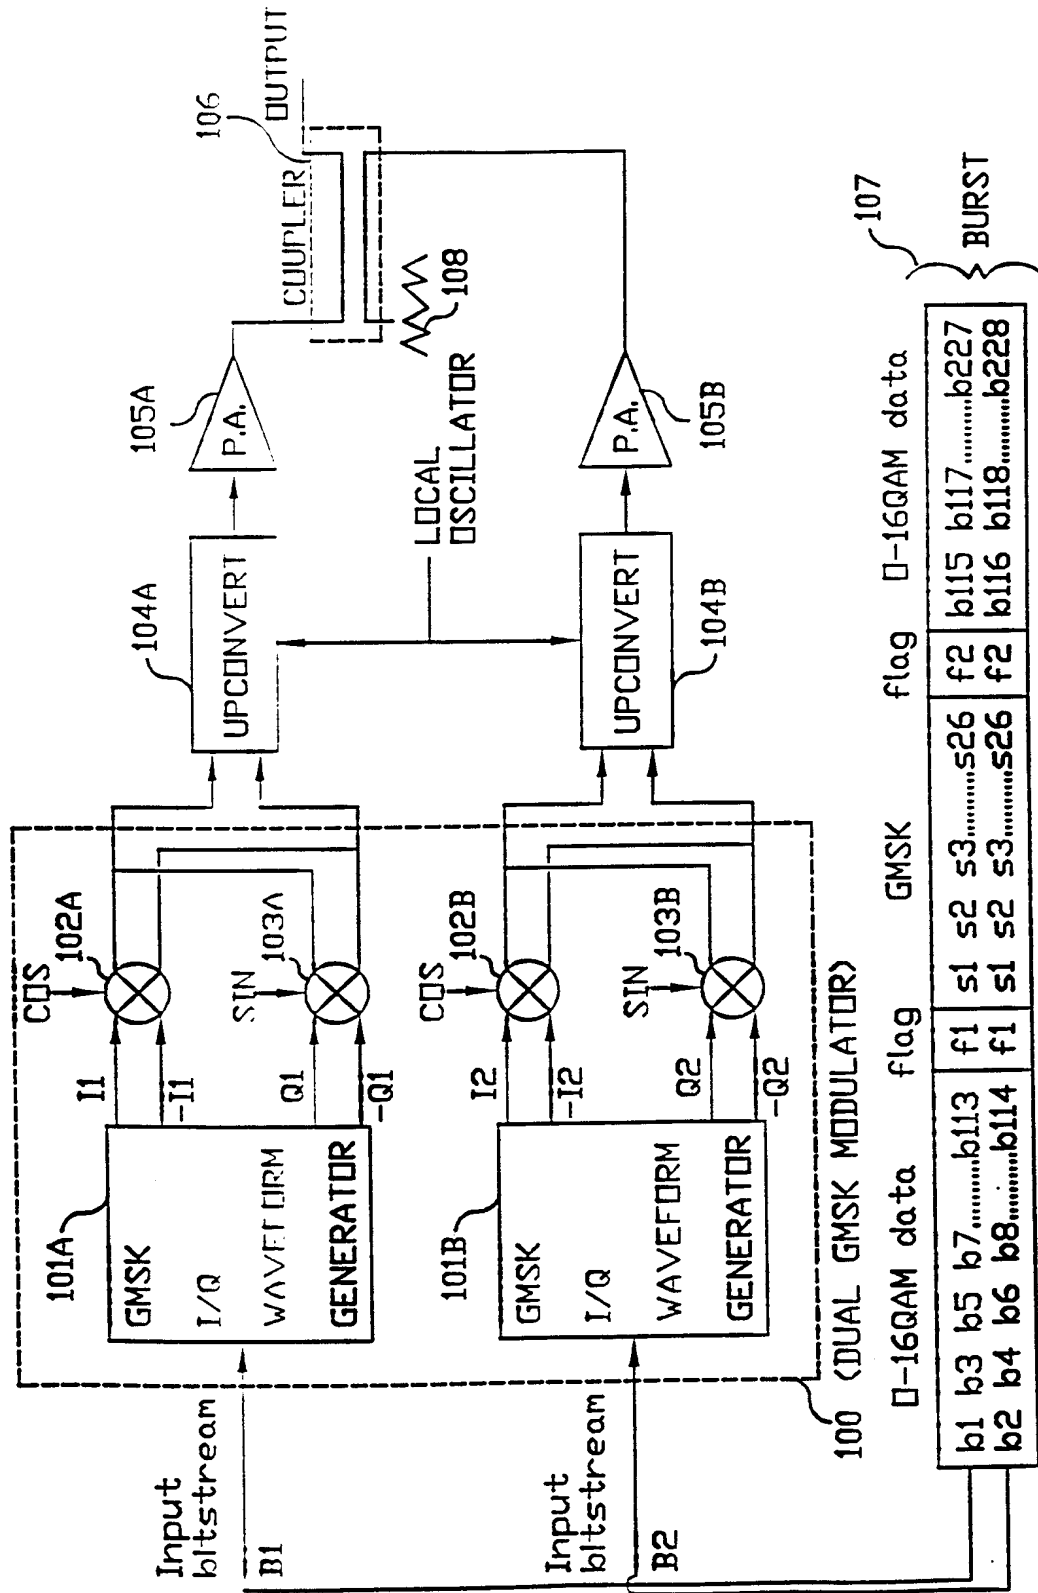 Input
bitstream
B1
101A
GMSK
I/Q
WAVEFORM
GENERATOR
I1
-I1
Q1
-Q1
COS
102A
SIN
103A
104A
UPCONVERT
105A
P.A.
COUPLER
106
OUTPUT
108
LOCAL
OSCILLATOR
Input
bitstream
B2
101B
GMSK
I/Q
WAVEFORM
GENERATOR
I2
-I2
Q2
-Q2
COS
102B
SIN
103B
UPCONVERT
104B
P.A.
105B
100 (DUAL GMSK MODULATOR)
O-16QAM data flag GMSK flag O-16QAM data
107
b1 b3 b5 b7..........b113 f1 s1 s2 s3..........s26 f2 b115 b117..........b227
b2 b4 b6 b8..........b114 f1 s1 s2 s3..........s26 f2 b116 b118..........b228
BURST